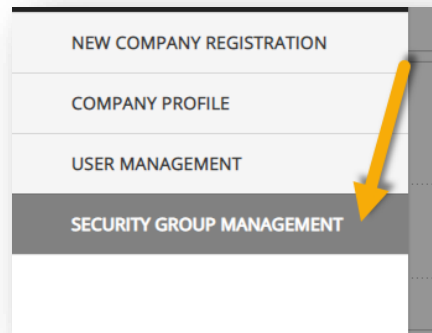 NEW COMPANY REGISTRATION
COMPANY PROFILE
USER MANAGEMENT
SECURITY GROUP MANAGEMENT